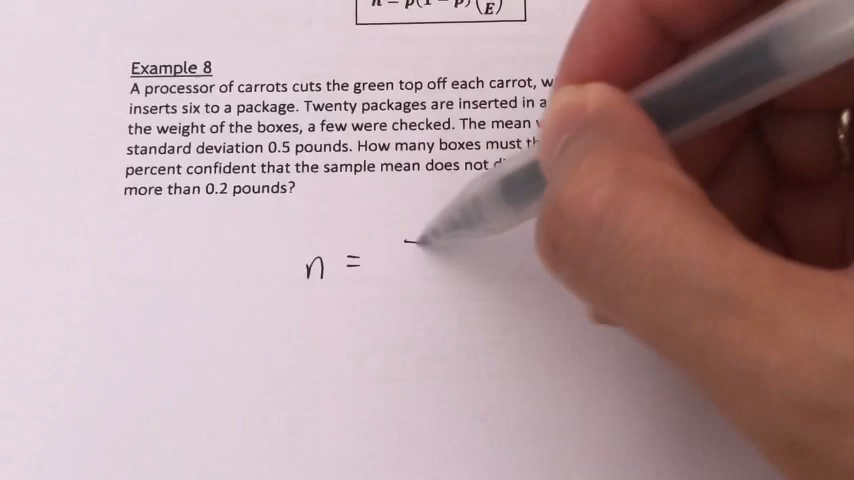 n = p(1 − p) ( /E)
Example 8
A processor of carrots cuts the green top off each carrot,
inserts six to a package. Twenty packages are inserted in a
the weight of the boxes, a few were checked. The mean
standard deviation 0.5 pounds. How many boxes must
percent confident that the sample mean does not
more than 0.2 pounds?
n =